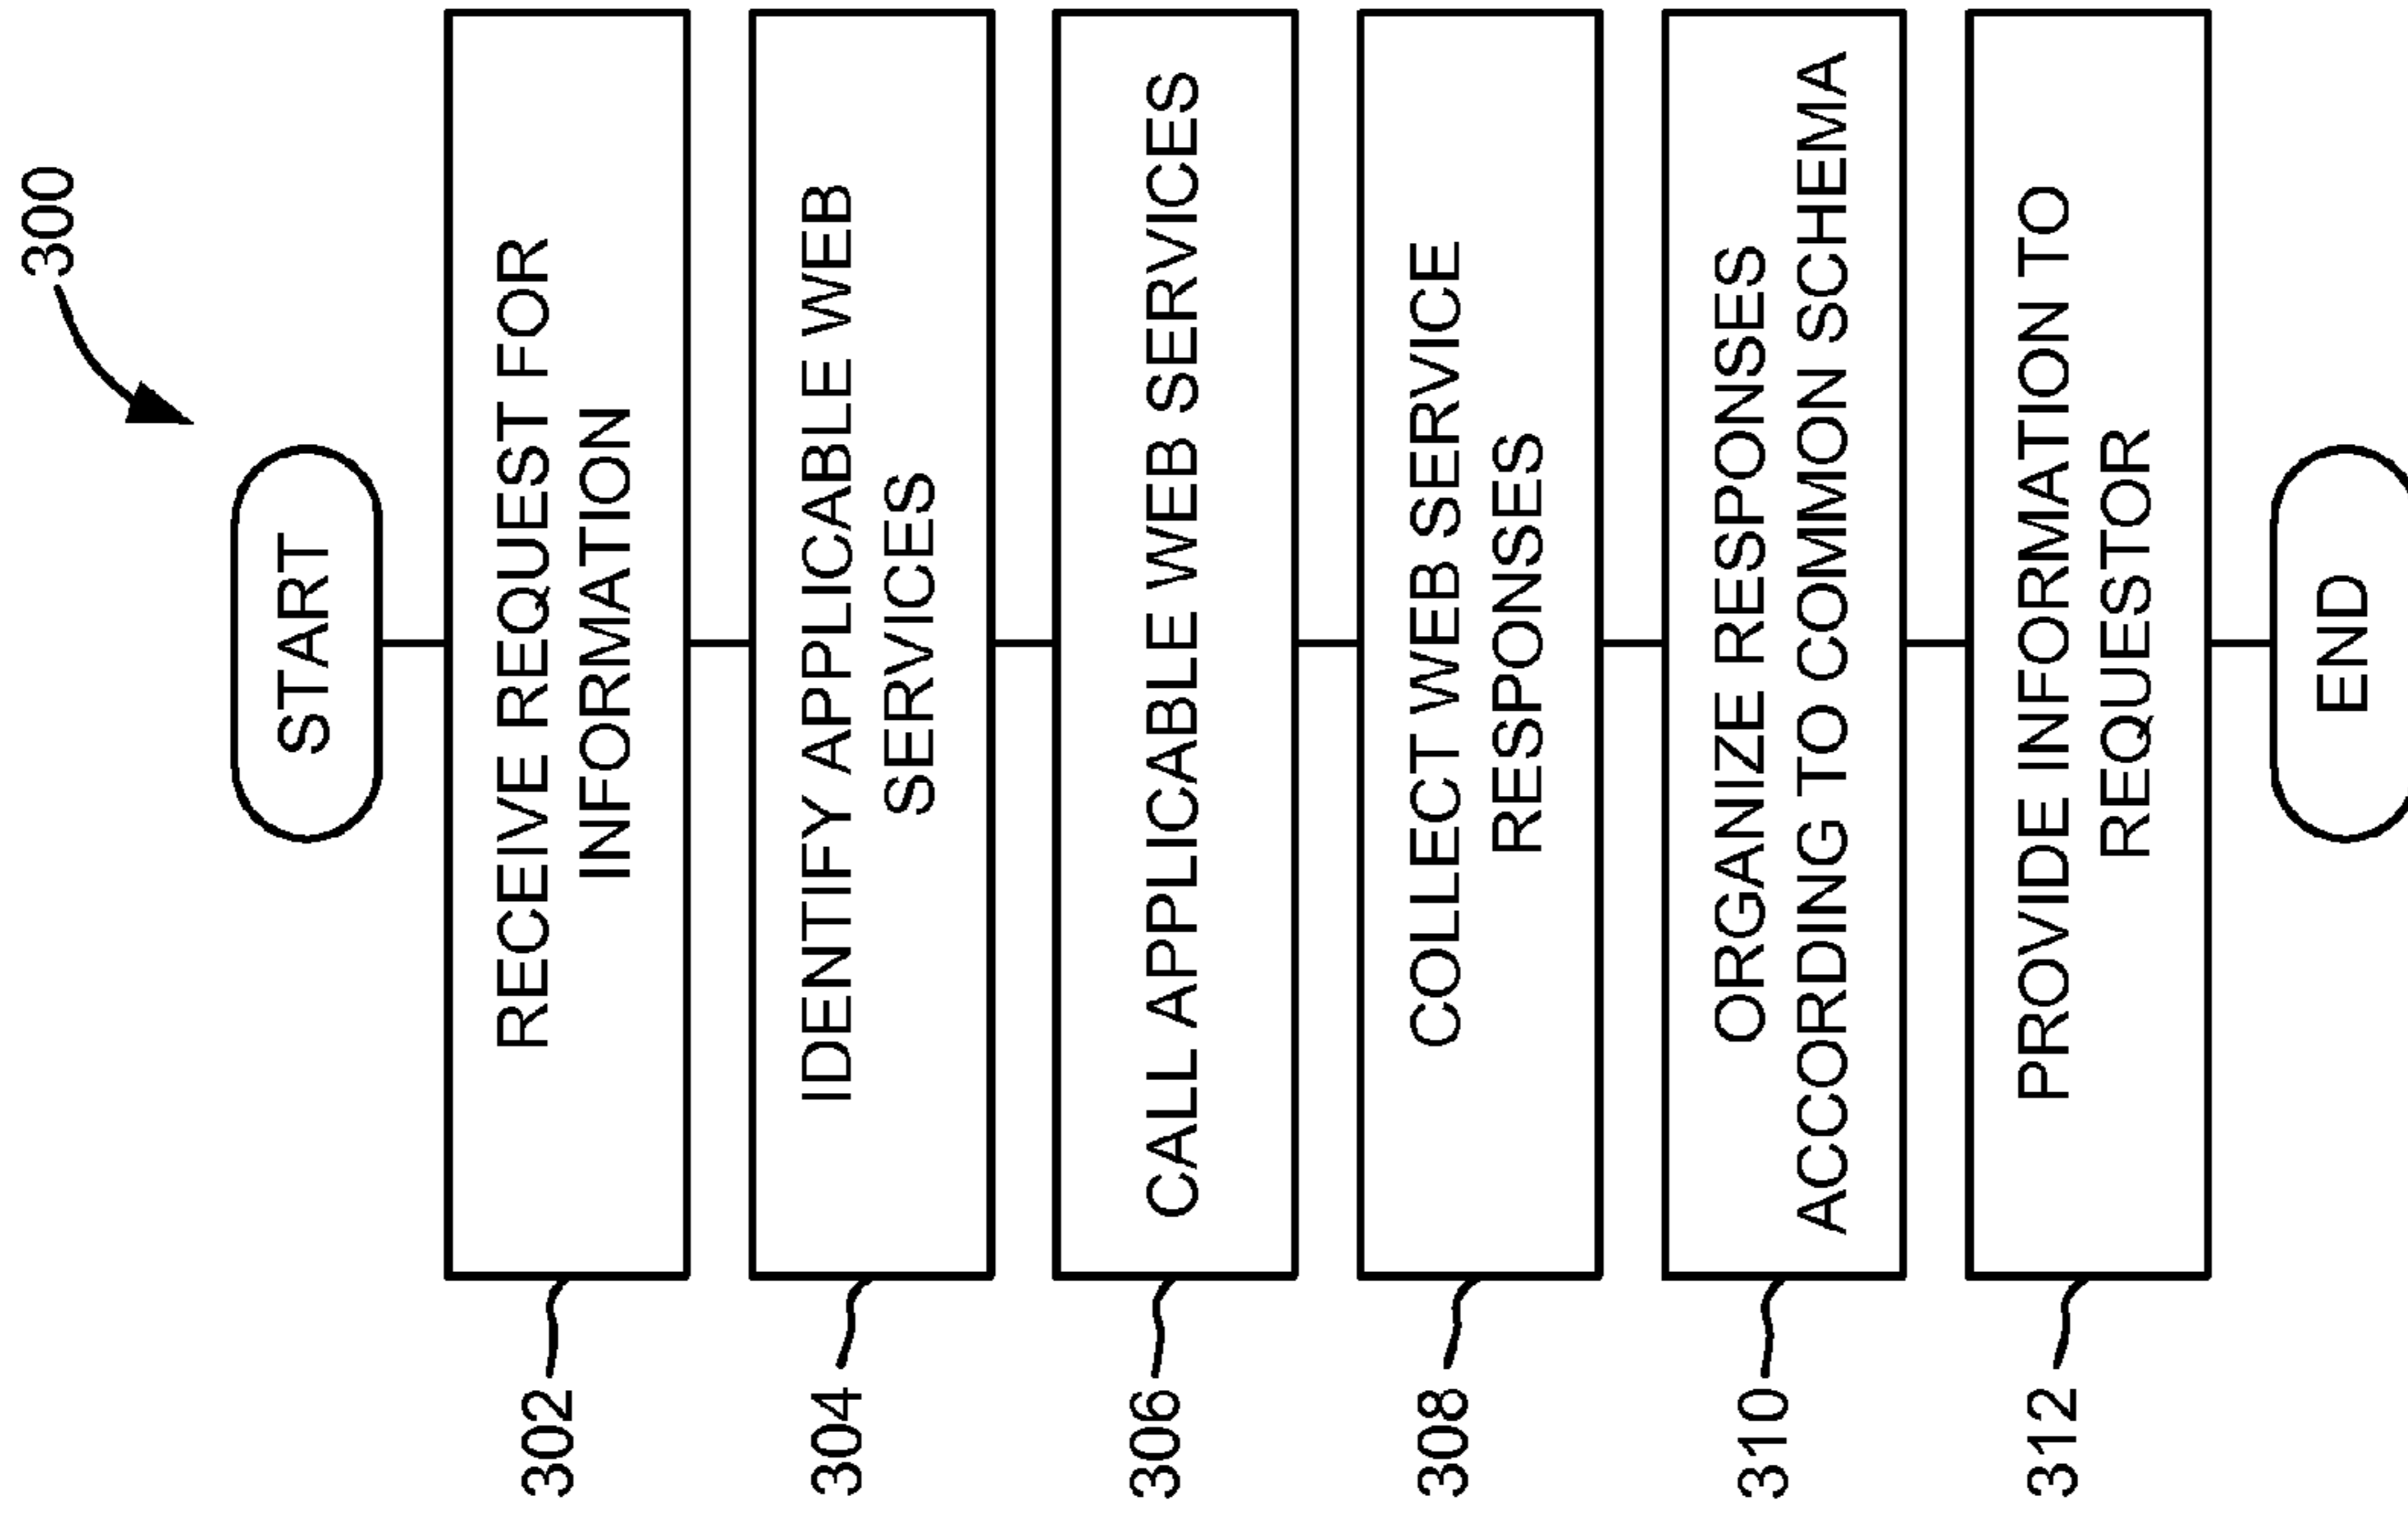 300
START
302
RECEIVE REQUEST FOR
INFORMATION
304
IDENTIFY APPLICABLE WEB
SERVICES
306
CALL APPLICABLE WEB SERVICES
308
COLLECT WEB SERVICE
RESPONSES
310
ORGANIZE RESPONSES
ACCORDING TO COMMON SCHEMA
312
PROVIDE INFORMATION TO
REQUESTOR
END